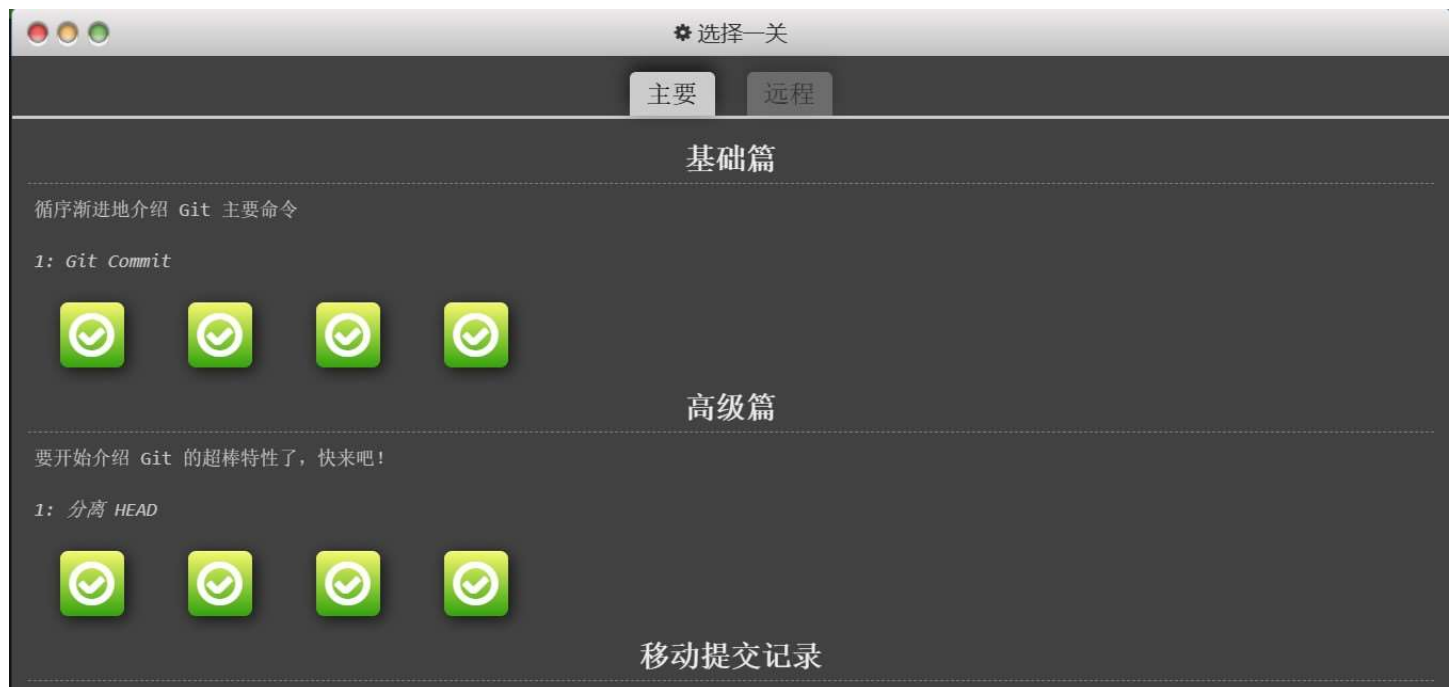 选择一关
主要 远程
基础篇
循序渐进地介绍 Git 主要命令
1: Git Commit
高级篇
要开始介绍 Git 的超棒特性了，快来吧！
1: 分离 HEAD
移动提交记录